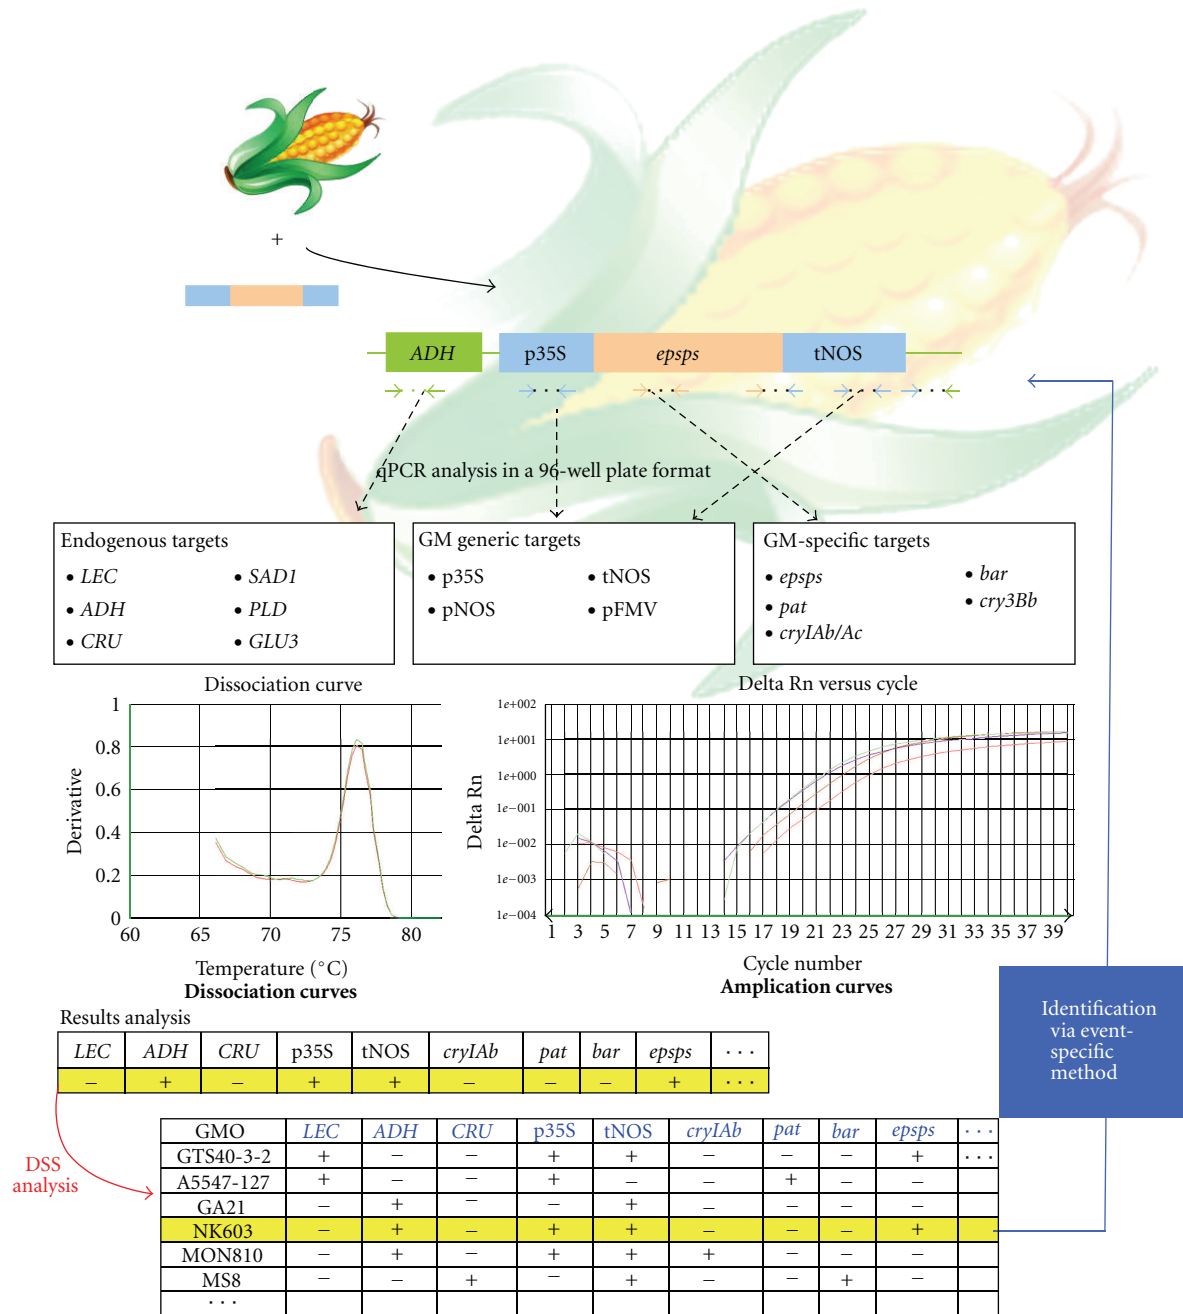 +
ADH p35S epsps tNOS
qPCR analysis in a 96-well plate format
Endogenous targets
• LEC • SAD1
• ADH • PLD
• CRU • GLU3
GM generic targets
• p35S • tNOS
• pNOS • pFMV
GM-specific targets
• epsps • bar
• pat • cry3Bb
• cryIAb/Ac
Dissociation curve
1
0.8
0.6
0.4
0.2
0
Derivative
60 65 70 75 80
Temperature (°C)
Dissociation curves
Delta Rn versus cycle
1e+002
1e+001
1e+000
1e−001
1e−002
1e−003
1e−004
Delta Rn
1 3 5 7 9 11 13 15 17 19 21 23 25 27 29 31 33 35 37 39
Cycle number
Amplication curves
Identification
via event-
specific
method
Results analysis
LEC ADH CRU p35S tNOS cryIAb pat bar epsps · · ·
− + − + + − − − + · · ·
DSS
analysis
GMO LEC ADH CRU p35S tNOS cryIAb pat bar epsps · · ·
GTS40-3-2 + − − + + − − − + · · ·
A5547-127 + − − + − − + − −
GA21 − + − − + − − − −
NK603 − + − + + − − − +
MON810 − + − + + + − − −
MS8 − − + − + − − + −
· · ·